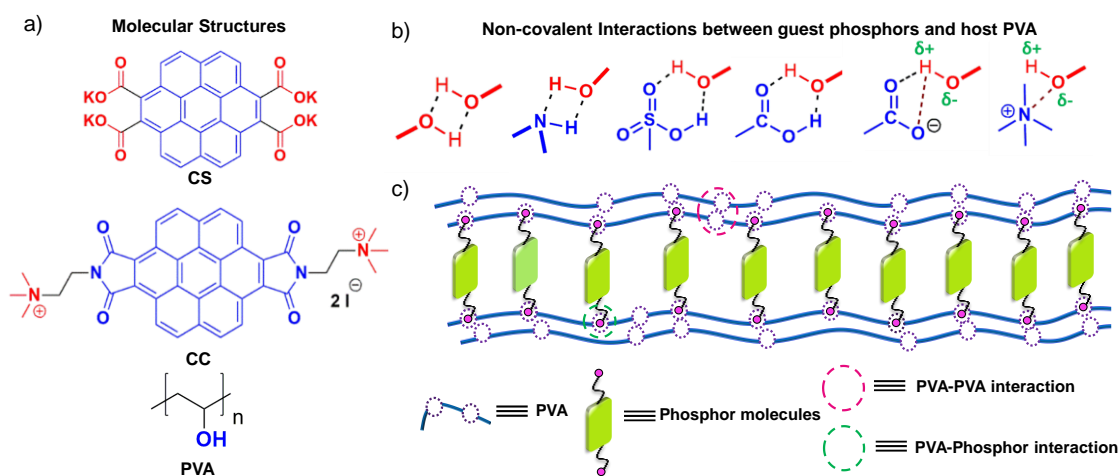 a)
Molecular Structures
O
O
KO
OK
KO
OK
O
O
CS
O
O
N
N
N
⊕
N
⊕
O
O
2 I
⊖
CC
n
OH
PVA
b)
Non-covalent Interactions between guest phosphors and host PVA
H
O
O
H
H
O
N
H
H
O
O
O
S
O
H
H
O
O
O
H
δ+
H
O
O
δ-
O
⊖
δ+
H
O
δ-
⊕
N
c)
PVA
Phosphor molecules
PVA-PVA interaction
PVA-Phosphor interaction